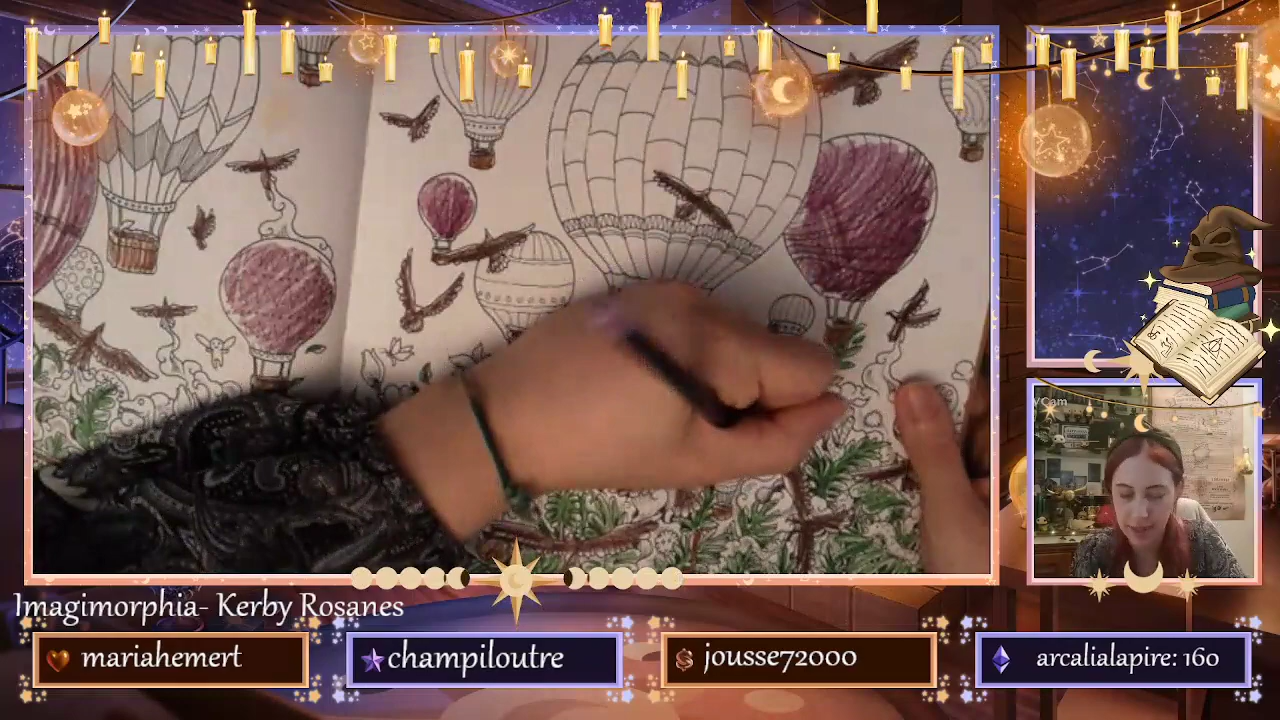 Imagimorphia- Kerby Rosanes
mariahemert
champiloutre
jousse72000
arcalialapire: 160